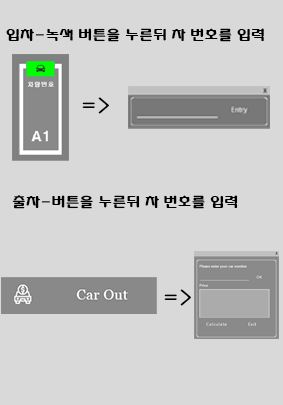 입차-녹색 버튼을 누른뒤 차 번호를 입력
차량번호
A1
=>
X
Entry
출차-버튼을 누른뒤 차 번호를 입력
Car Out
=>
X
Please enter your car number
OK
Price
Calculate Exit